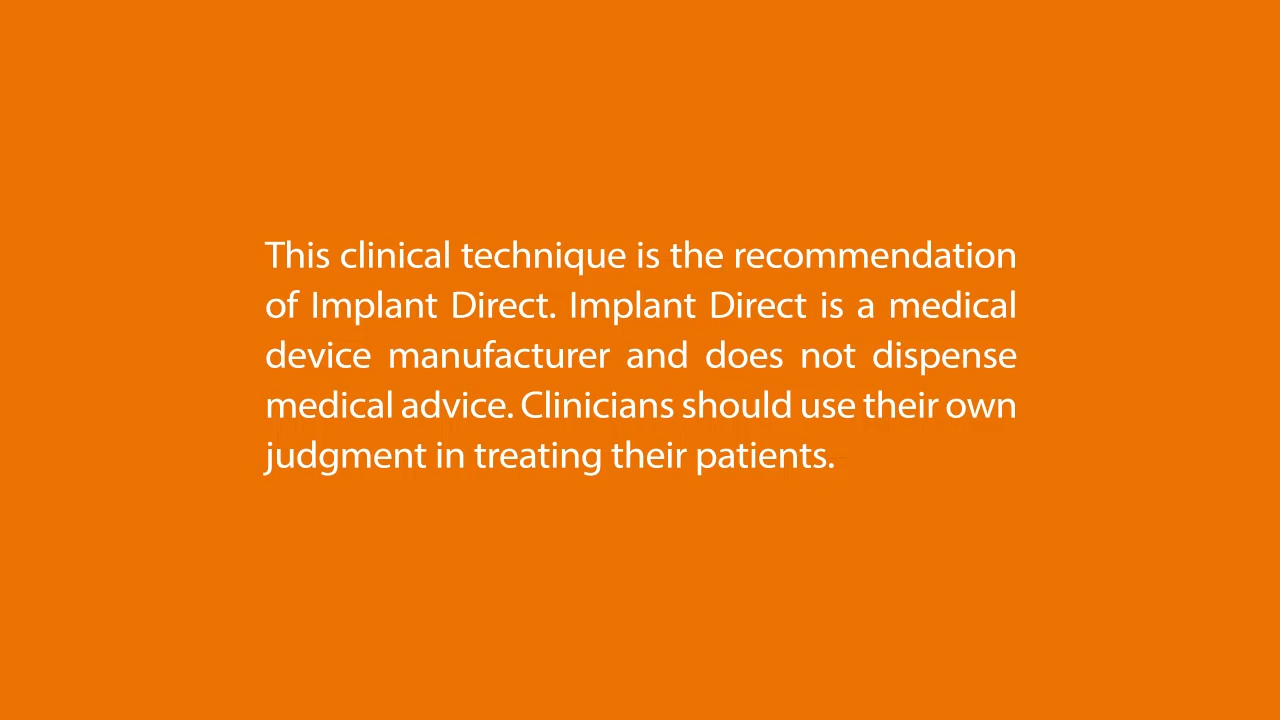 This clinical technique is the recommendation
of Implant Direct. Implant Direct is a medical
device manufacturer and does not dispense
medical advice. Clinicians should use their own
judgment in treating their patients.